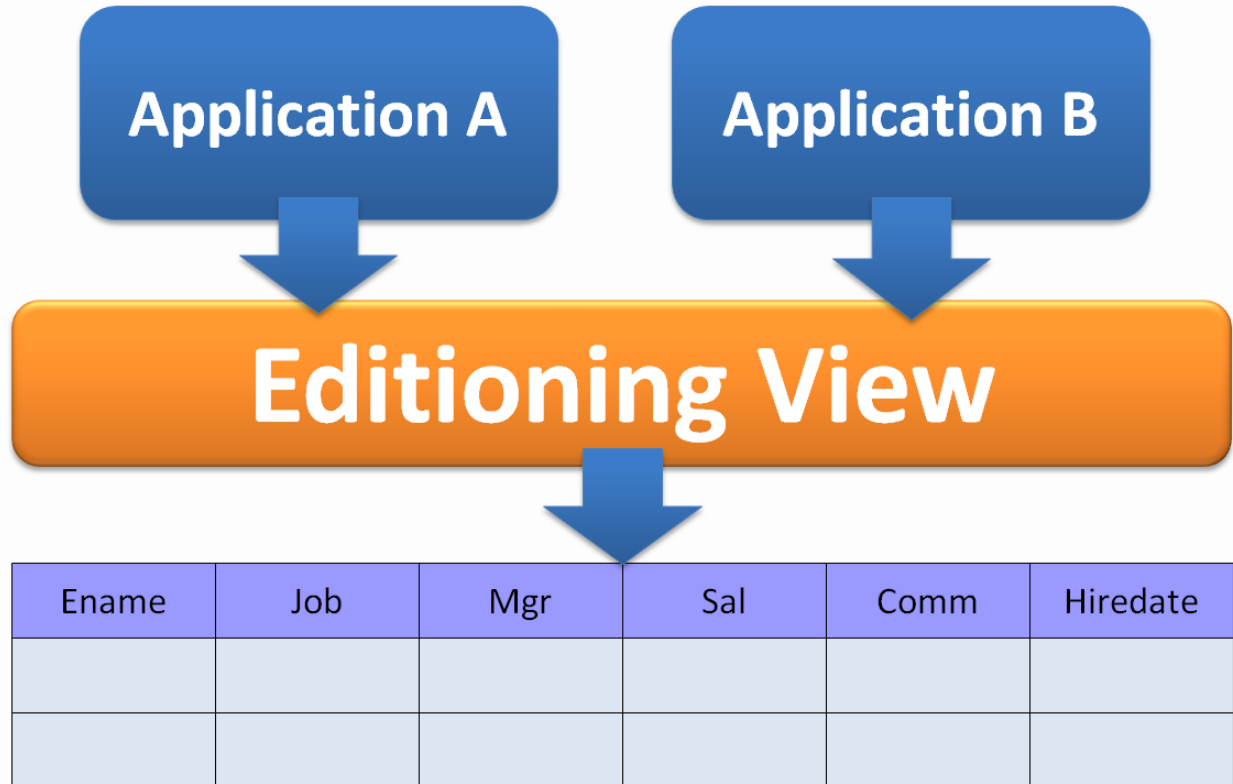 Application A
Application B
Editioning View
Ename Job Mgr Sal Comm Hiredate